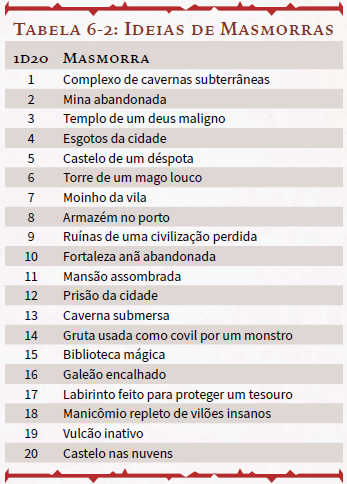 Tabela 6-2: Ideias de Masmorras
1D20 Masmorra
1 Complexo de cavernas subterrâneas
2 Mina abandonada
3 Templo de um deus maligno
4 Esgotos da cidade
5 Castelo de um déspota
6 Torre de um mago louco
7 Moinho da vila
8 Armazém no porto
9 Ruínas de uma civilização perdida
10 Fortaleza anã abandonada
11 Mansão assombrada
12 Prisão da cidade
13 Caverna submersa
14 Gruta usada como covil por um monstro
15 Biblioteca mágica
16 Galeão encalhado
17 Labirinto feito para proteger um tesouro
18 Manicômio repleto de vilões insanos
19 Vulcão inativo
20 Castelo nas nuvens